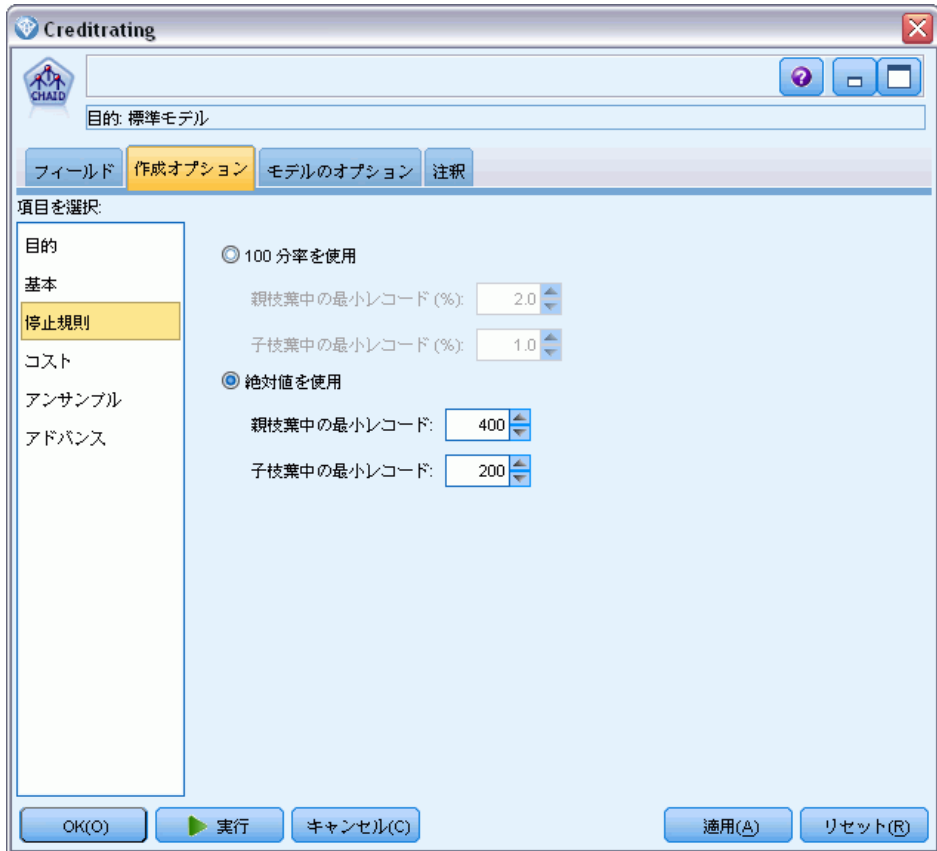 Creditrating
CHAID
目的: 標準モデル
フィールド 作成オプション モデルのオプション 注釈
項目を選択:
目的
基本
停止規則
コスト
アンサンブル
アドバンス
100 分率を使用
親枝葉中の最小レコード (%): 2.0
子枝葉中の最小レコード (%): 1.0
絶対値を使用
親枝葉中の最小レコード: 400
子枝葉中の最小レコード: 200
OK(O) 実行 キャンセル(C) 適用(A) リセット(R)